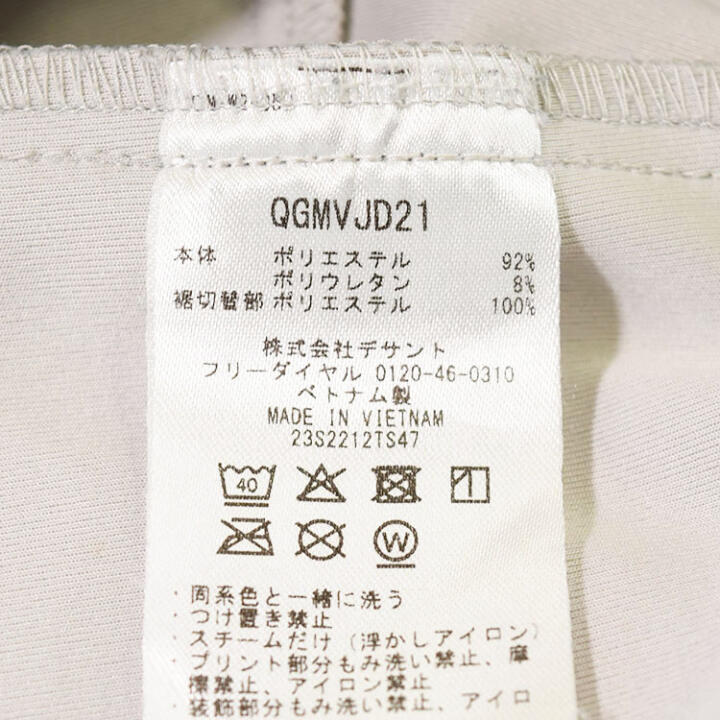 QGMVJD21
本体 ポリエステル 92%
ポリウレタン 8%
裾切替部 ポリエステル 100%
株式会社デサント
フリーダイヤル 0120-46-0310
ベトナム製
MADE IN VIETNAM
23S2212TS47
40
W
・同系色と一緒に洗う
・つけ置き禁止
・スチームだけ（浮かしアイロン）
・プリント部分もみ洗い禁止、摩
擦禁止、アイロン禁止
・装飾部分もみ洗い禁止、アイロ